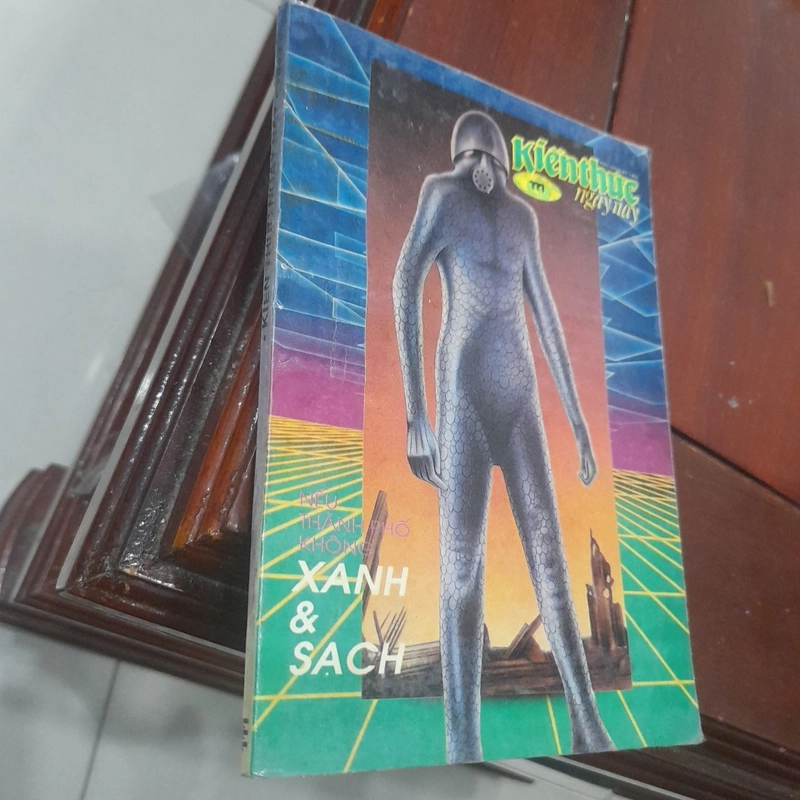 Kiến thức
ngày nay
NẾU
THÀNH PHỐ
KHÔNG
XANH
&
SẠCH